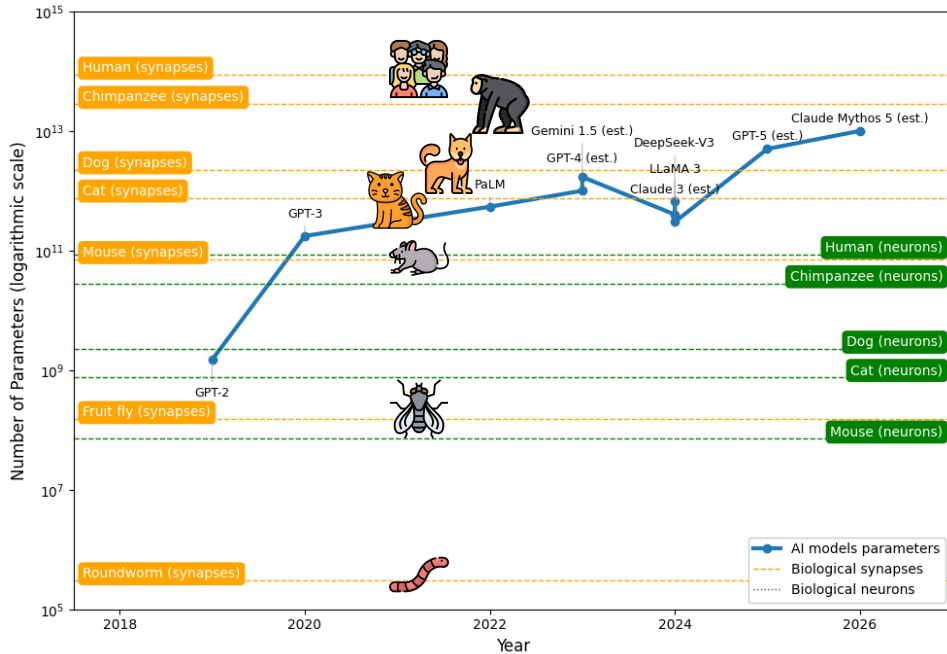 10^15
10^13
10^11
10^9
10^7
10^5
Number of Parameters (logarithmic scale)
Human (synapses)
Chimpanzee (synapses)
Dog (synapses)
Cat (synapses)
Mouse (synapses)
Fruit fly (synapses)
Roundworm (synapses)
GPT-2
GPT-3
PaLM
Gemini 1.5 (est.)
GPT-4 (est.)
DeepSeek-V3
LLaMA 3
Claude 3 (est.)
GPT-5 (est.)
Claude Mythos 5 (est.)
Human (neurons)
Chimpanzee (neurons)
Dog (neurons)
Cat (neurons)
Mouse (neurons)
AI models parameters
Biological synapses
Biological neurons
2018 2020 2022 2024 2026
Year